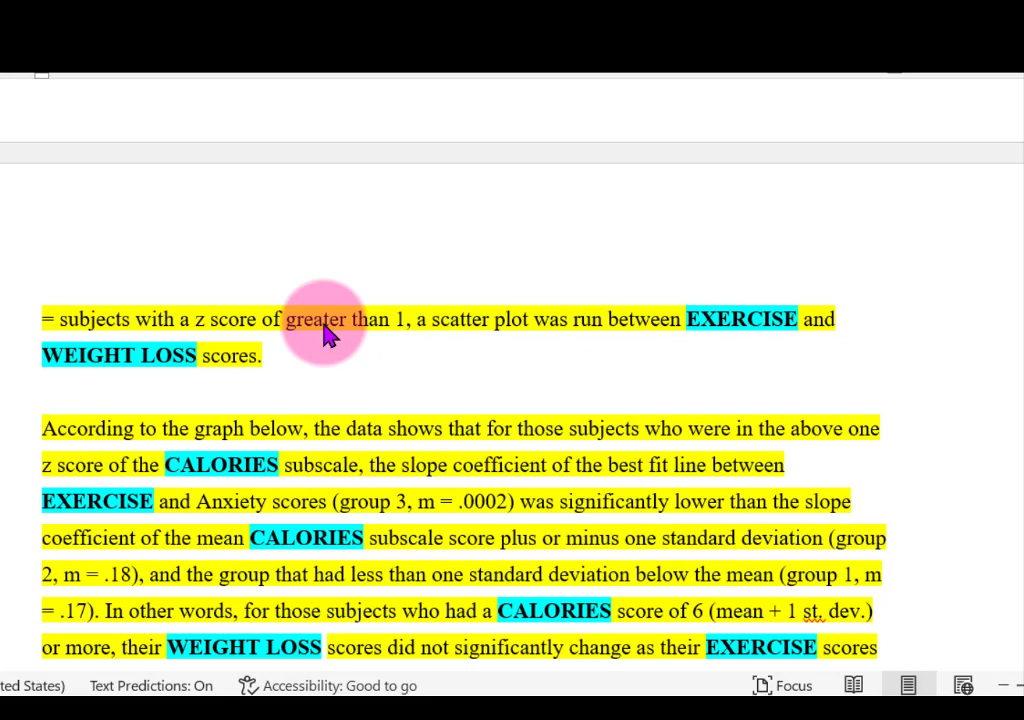 = subjects with a z score of greater than 1, a scatter plot was run between EXERCISE and
WEIGHT LOSS scores.
According to the graph below, the data shows that for those subjects who were in the above one
z score of the CALORIES subscale, the slope coefficient of the best fit line between
EXERCISE and Anxiety scores (group 3, m = .0002) was significantly lower than the slope
coefficient of the mean CALORIES subscale score plus or minus one standard deviation (group
2, m = .18), and the group that had less than one standard deviation below the mean (group 1, m
= .17). In other words, for those subjects who had a CALORIES score of 6 (mean + 1 st. dev.)
or more, their WEIGHT LOSS scores did not significantly change as their EXERCISE scores
ted States) Text Predictions: On Accessibility: Good to go Focus